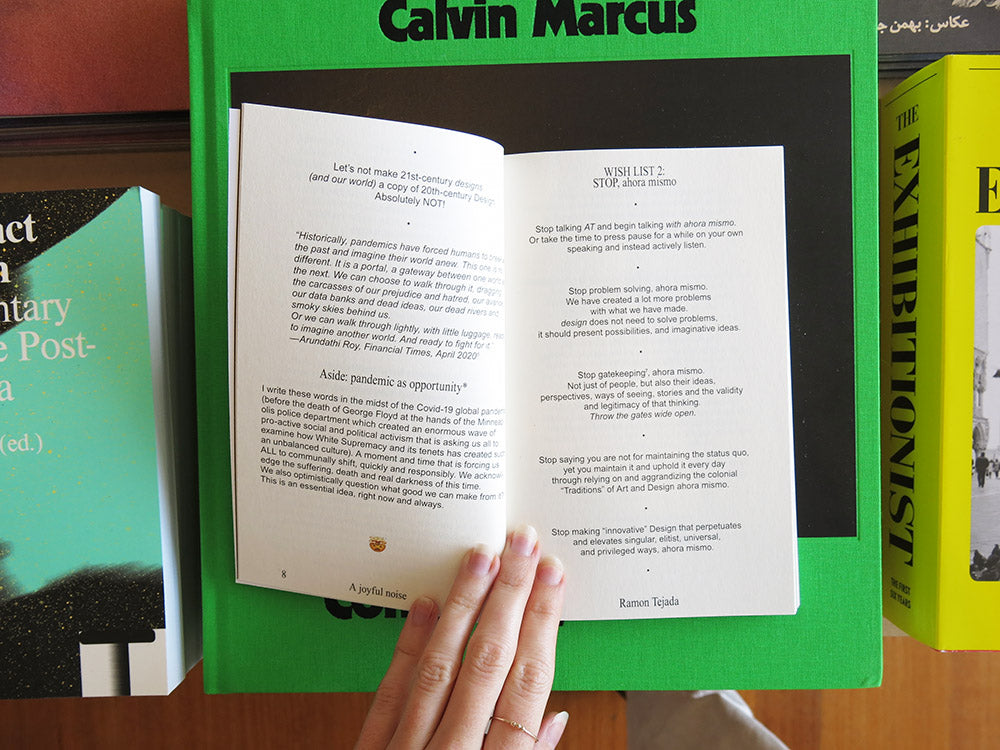 Calvin Marcus
عکاس: بهمن
act
a
ntary
e Post-
a
(ed.)
•
Let's not make 21st-century designs
(and our world) a copy of 20th-century Design
Absolutely NOT!
•
"Historically, pandemics have forced humans to
the past and imagine their world anew. This one is
different. It is a portal, a gateway between one world
the next. We can choose to walk through it, dragging
the carcasses of our prejudice and hatred, our
our data banks and dead ideas, our dead rivers and
smoky skies behind us.
Or we can walk through lightly, with little luggage,
to imagine another world. And ready to fight for it."
—Arundhati Roy, Financial Times, April 2020
Aside: pandemic as opportunity*
I write these words in the midst of the Covid-19 global
(before the death of George Floyd at the hands of the
olis police department which created an enormous wave of
pro-active social and political activism that is asking us all to
examine how White Supremacy and its tenets has created
an unbalanced culture). A moment and time that is forcing us
ALL to communally shift, quickly and responsibly. We
edge the suffering, death and real darkness of this time.
We also optimistically question what good we can make from
This is an essential idea, right now and always.
8
A joyful noise
WISH LIST 2:
STOP, ahora mismo
•
Stop talking AT and begin talking with ahora mismo.
Or take the time to press pause for a while on your own
speaking and instead actively listen.
•
Stop problem solving, ahora mismo.
We have created a lot more problems
with what we have made.
design does not need to solve problems,
it should present possibilities, and imaginative ideas.
•
Stop gatekeeping, ahora mismo.
Not just of people, but also their ideas,
perspectives, ways of seeing, stories and the validity
and legitimacy of that thinking.
Throw the gates wide open.
•
Stop saying you are not for maintaining the status quo,
yet you maintain it and uphold it every day
through relying on and aggrandizing the colonial
"Traditions" of Art and Design ahora mismo.
•
Stop making "innovative" Design that perpetuates
and elevates singular, elitist, universal,
and privileged ways, ahora mismo.
•
Ramon Tejada
THE EXHIBITIONIST
THE FIRST
SIX YEARS
E